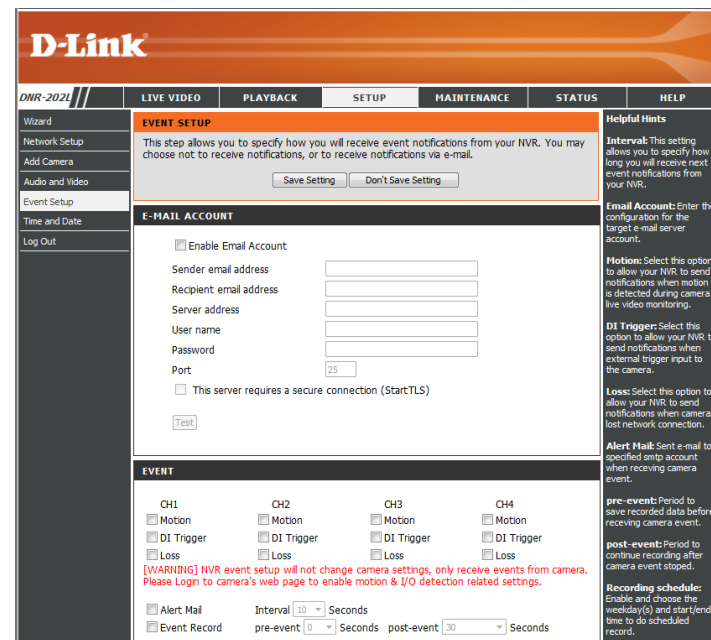 D-Link
DNR-202L
LIVE VIDEO PLAYBACK SETUP MAINTENANCE STATUS HELP
Wizard
Network Setup
Add Camera
Audio and Video
Event Setup
Time and Date
Log Out
EVENT SETUP
This step allows you to specify how you will receive event notifications from your NVR. You may
choose not to receive notifications, or to receive notifications via e-mail.
Save Setting Don't Save Setting
E-MAIL ACCOUNT
Enable Email Account
Sender email address
Recipient email address
Server address
User name
Password
Port 25
This server requires a secure connection (StartTLS)
Test
EVENT
CH1 CH2 CH3 CH4
Motion Motion Motion Motion
DI Trigger DI Trigger DI Trigger DI Trigger
Loss Loss Loss Loss
[WARNING] NVR event setup will not change camera settings, only receive events from camera.
Please Login to camera's web page to enable motion & I/O detection related settings.
Alert Mail Interval 10 Seconds
Event Record pre-event 0 Seconds post-event 30 Seconds
Helpful Hints
Interval: This setting
allows you to specify how
long you will receive next
event notifications from
your NVR.
Email Account: Enter the
configuration for the
target e-mail server
account.
Motion: Select this option
to allow your NVR to send
notifications when motion
is detected during camera
live video monitoring.
DI Trigger: Select this
option to allow your NVR t
send notifications when
external trigger input to
the camera.
Loss: Select this option to
allow your NVR to send
notifications when camera
lost network connection.
Alert Mail: Sent e-mail to
specified smtp account
when receving camera
event.
pre-event: Period to
save recorded data before
receving camera event.
post-event: Period to
continue recording after
camera event stoped.
Recording schedule:
Enable and choose the
weekday(s) and start/end
time to do scheduled
record.